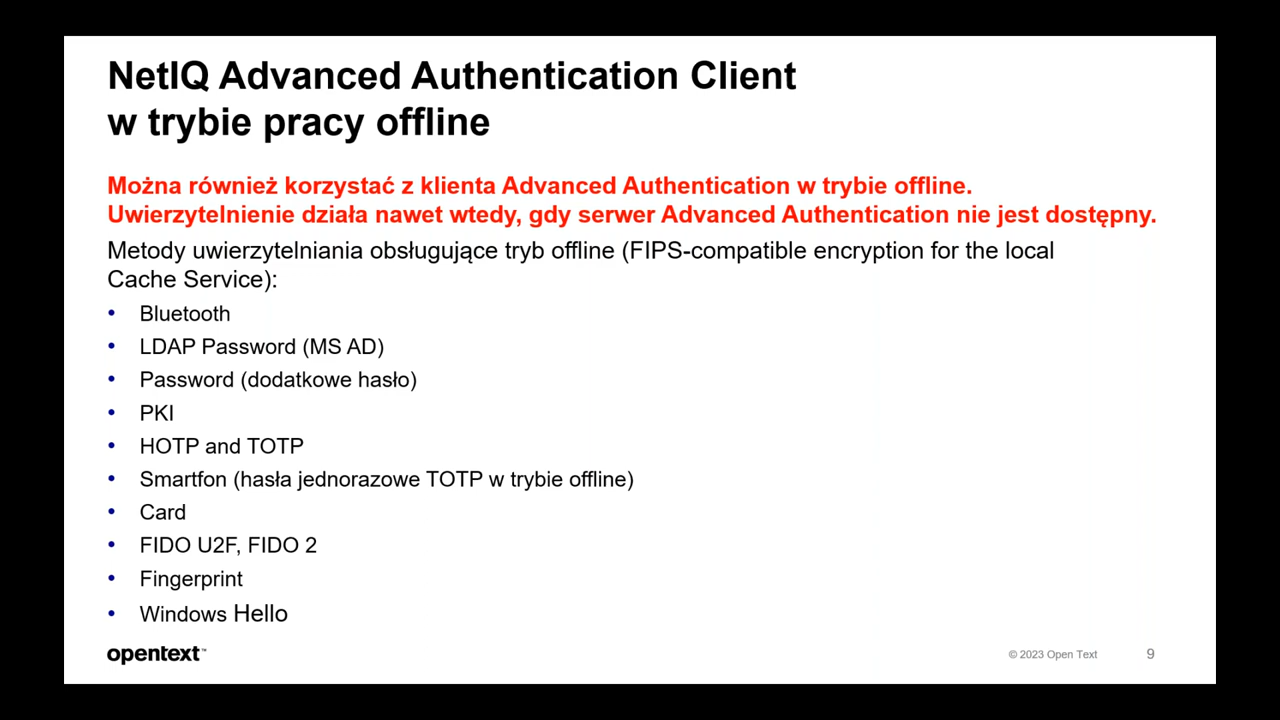 NetIQ Advanced Authentication Client
w trybie pracy offline
Można również korzystać z klienta Advanced Authentication w trybie offline.
Uwierzytelnienie działa nawet wtedy, gdy serwer Advanced Authentication nie jest dostępny.
Metody uwierzytelniania obsługujące tryb offline (FIPS-compatible encryption for the local
Cache Service):
• Bluetooth
• LDAP Password (MS AD)
• Password (dodatkowe hasło)
• PKI
• HOTP and TOTP
• Smartfon (hasła jednorazowe TOTP w trybie offline)
• Card
• FIDO U2F, FIDO 2
• Fingerprint
• Windows Hello
opentext™
© 2023 Open Text
9